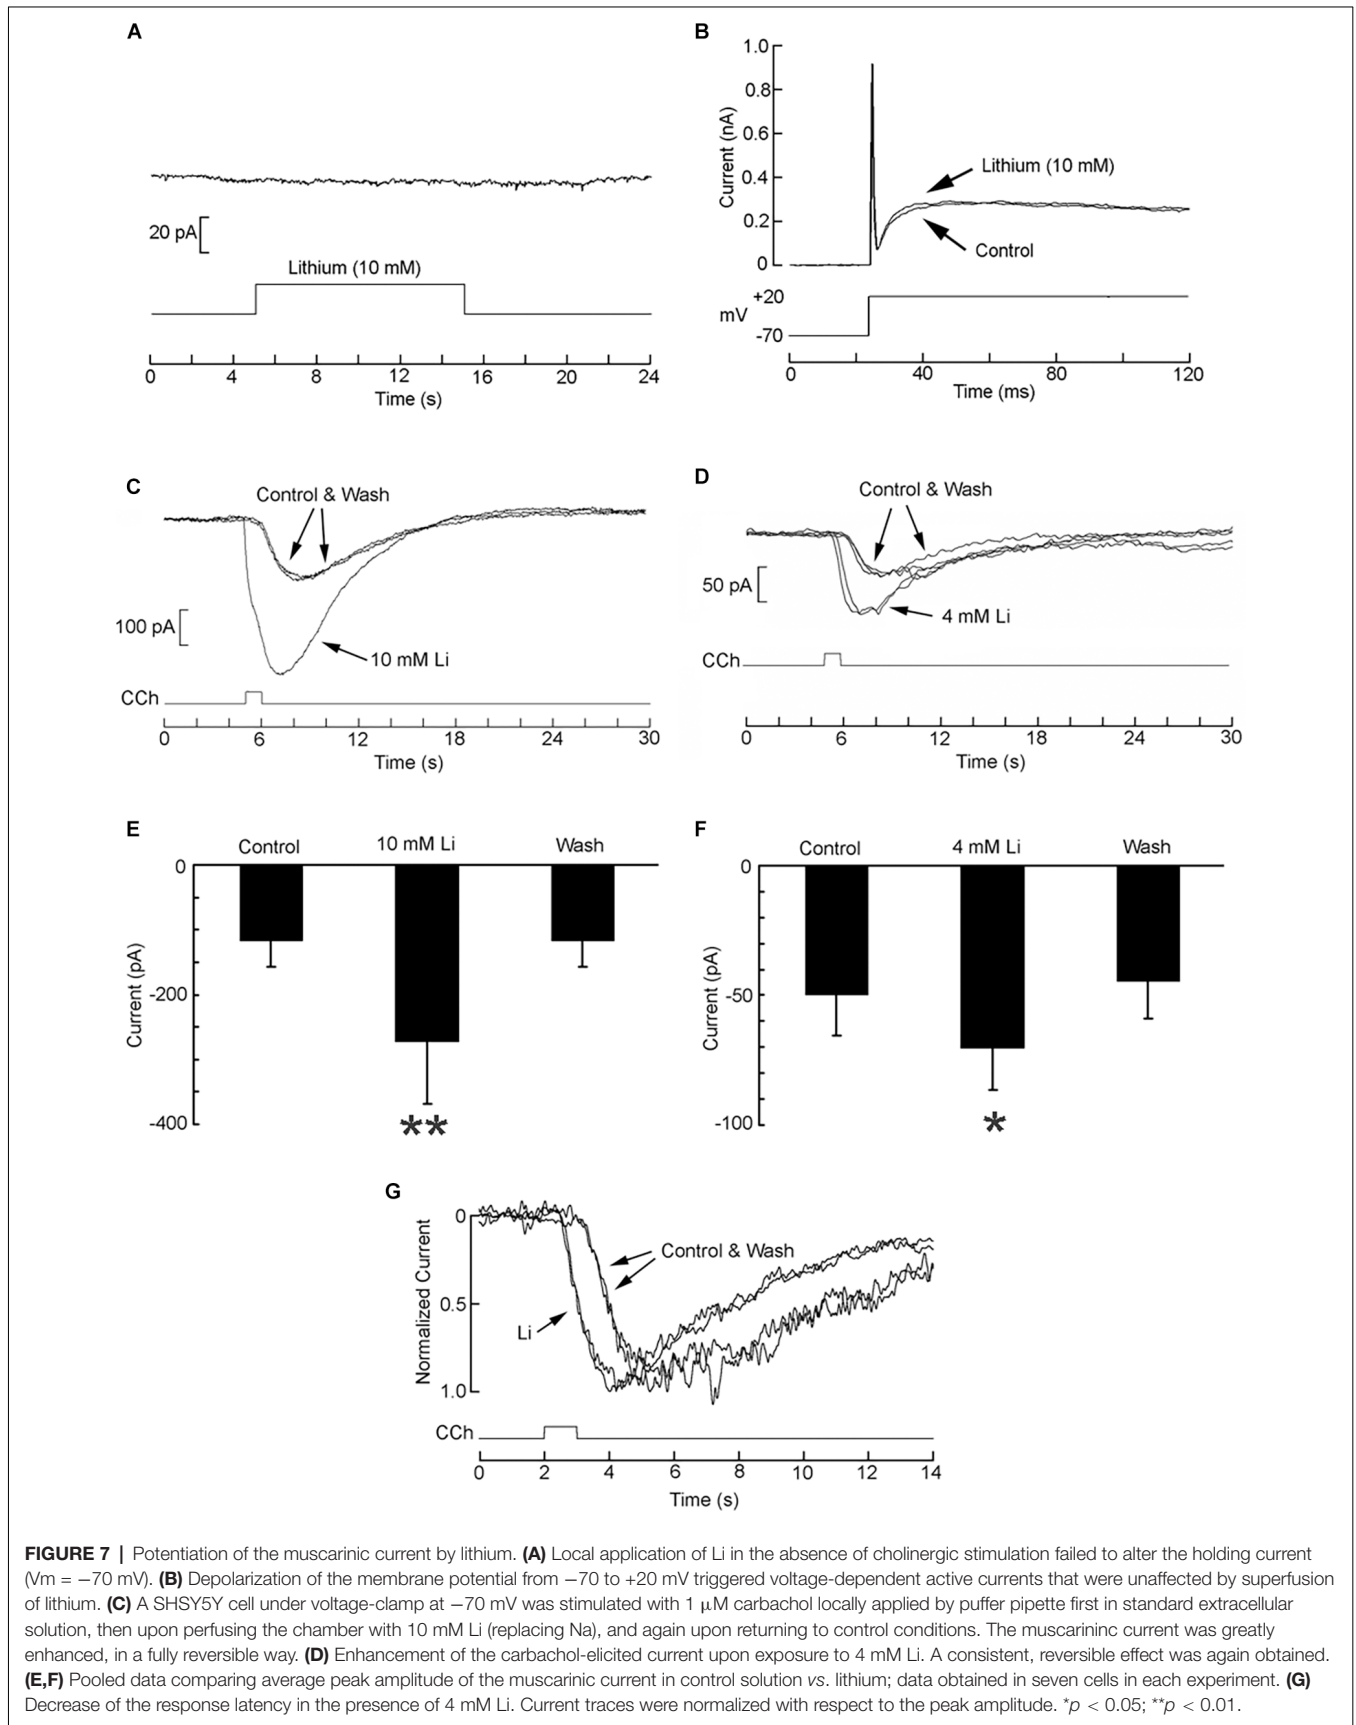 A
20 pA
Lithium (10 mM)
0 4 8 12 16 20 24
Time (s)
B
1.0
0.8
0.6
0.4
0.2
0
Current (nA)
Lithium (10 mM)
Control
+20
mV
-70
0 40 80 120
Time (ms)
C
Control & Wash
100 pA
10 mM Li
CCh
0 6 12 18 24 30
Time (s)
D
Control & Wash
50 pA
4 mM Li
CCh
0 6 12 18 24 30
Time (s)
E
Control 10 mM Li Wash
0
-200
-400
Current (pA)
**
F
Control 4 mM Li Wash
0
-50
-100
Current (pA)
*
G
0
0.5
1.0
Normalized Current
Control & Wash
Li
CCh
0 2 4 6 8 10 12 14
Time (s)
FIGURE 7 | Potentiation of the muscarinic current by lithium. (A) Local application of Li in the absence of cholinergic stimulation failed to alter the holding current
(Vm = −70 mV). (B) Depolarization of the membrane potential from −70 to +20 mV triggered voltage-dependent active currents that were unaffected by superfusion
of lithium. (C) A SHSY5Y cell under voltage-clamp at −70 mV was stimulated with 1 μM carbachol locally applied by puffer pipette first in standard extracellular
solution, then upon perfusing the chamber with 10 mM Li (replacing Na), and again upon returning to control conditions. The muscarininc current was greatly
enhanced, in a fully reversible way. (D) Enhancement of the carbachol-elicited current upon exposure to 4 mM Li. A consistent, reversible effect was again obtained.
(E,F) Pooled data comparing average peak amplitude of the muscarinic current in control solution vs. lithium; data obtained in seven cells in each experiment. (G)
Decrease of the response latency in the presence of 4 mM Li. Current traces were normalized with respect to the peak amplitude. *p < 0.05; **p < 0.01.